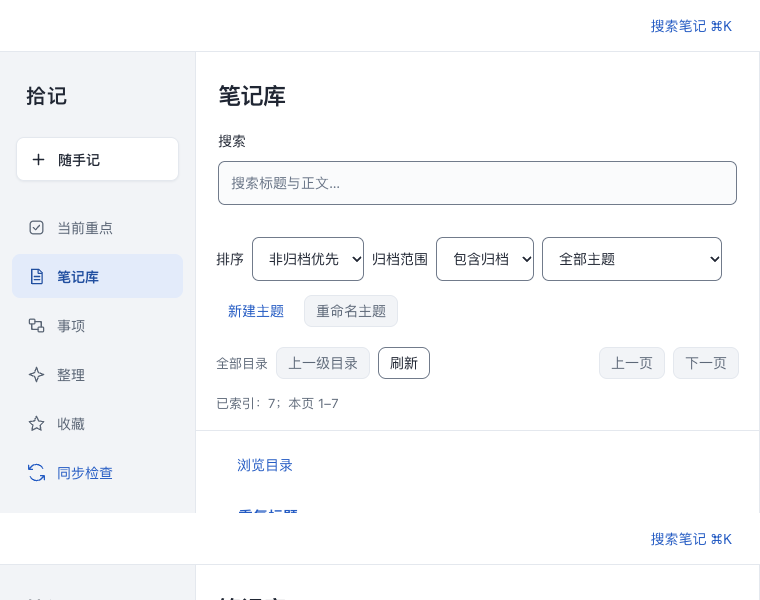 搜索笔记 ⌘K
拾记
随手记
当前重点
笔记库
事项
整理
收藏
同步检查
笔记库
搜索
搜索标题与正文...
排序 非归档优先 归档范围 包含归档 全部主题
新建主题 重命名主题
全部目录 上一级目录 刷新 上一页 下一页
已索引：7；本页 1–7
浏览目录
搜索笔记 ⌘K